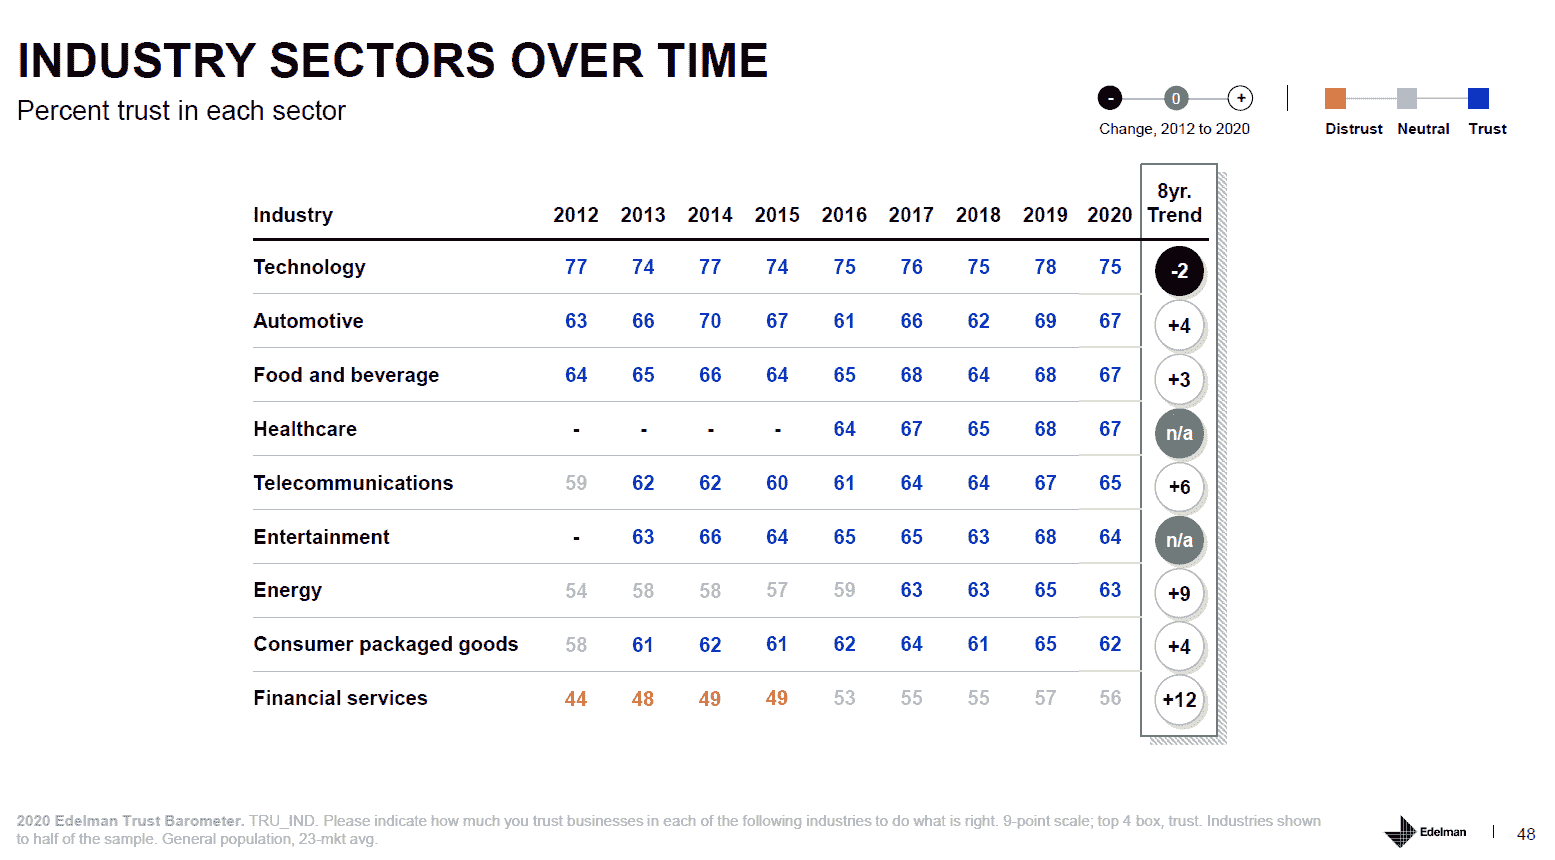 INDUSTRY SECTORS OVER TIME
Percent trust in each sector
- 0 +
Change, 2012 to 2020
Distrust Neutral Trust
Industry 2012 2013 2014 2015 2016 2017 2018 2019 2020 8yr. Trend
Technology 77 74 77 74 75 76 75 78 75 -2
Automotive 63 66 70 67 61 66 62 69 67 +4
Food and beverage 64 65 66 64 65 68 64 68 67 +3
Healthcare - - - - 64 67 65 68 67 n/a
Telecommunications 59 62 62 60 61 64 64 67 65 +6
Entertainment - 63 66 64 65 65 63 68 64 n/a
Energy 54 58 58 57 59 63 63 65 63 +9
Consumer packaged goods 58 61 62 61 62 64 61 65 62 +4
Financial services 44 48 49 49 53 55 55 57 56 +12
2020 Edelman Trust Barometer. TRU_IND. Please indicate how much you trust businesses in each of the following industries to do what is right. 9-point scale; top 4 box, trust. Industries shown
to half of the sample. General population, 23-mkt avg.
Edelman | 48